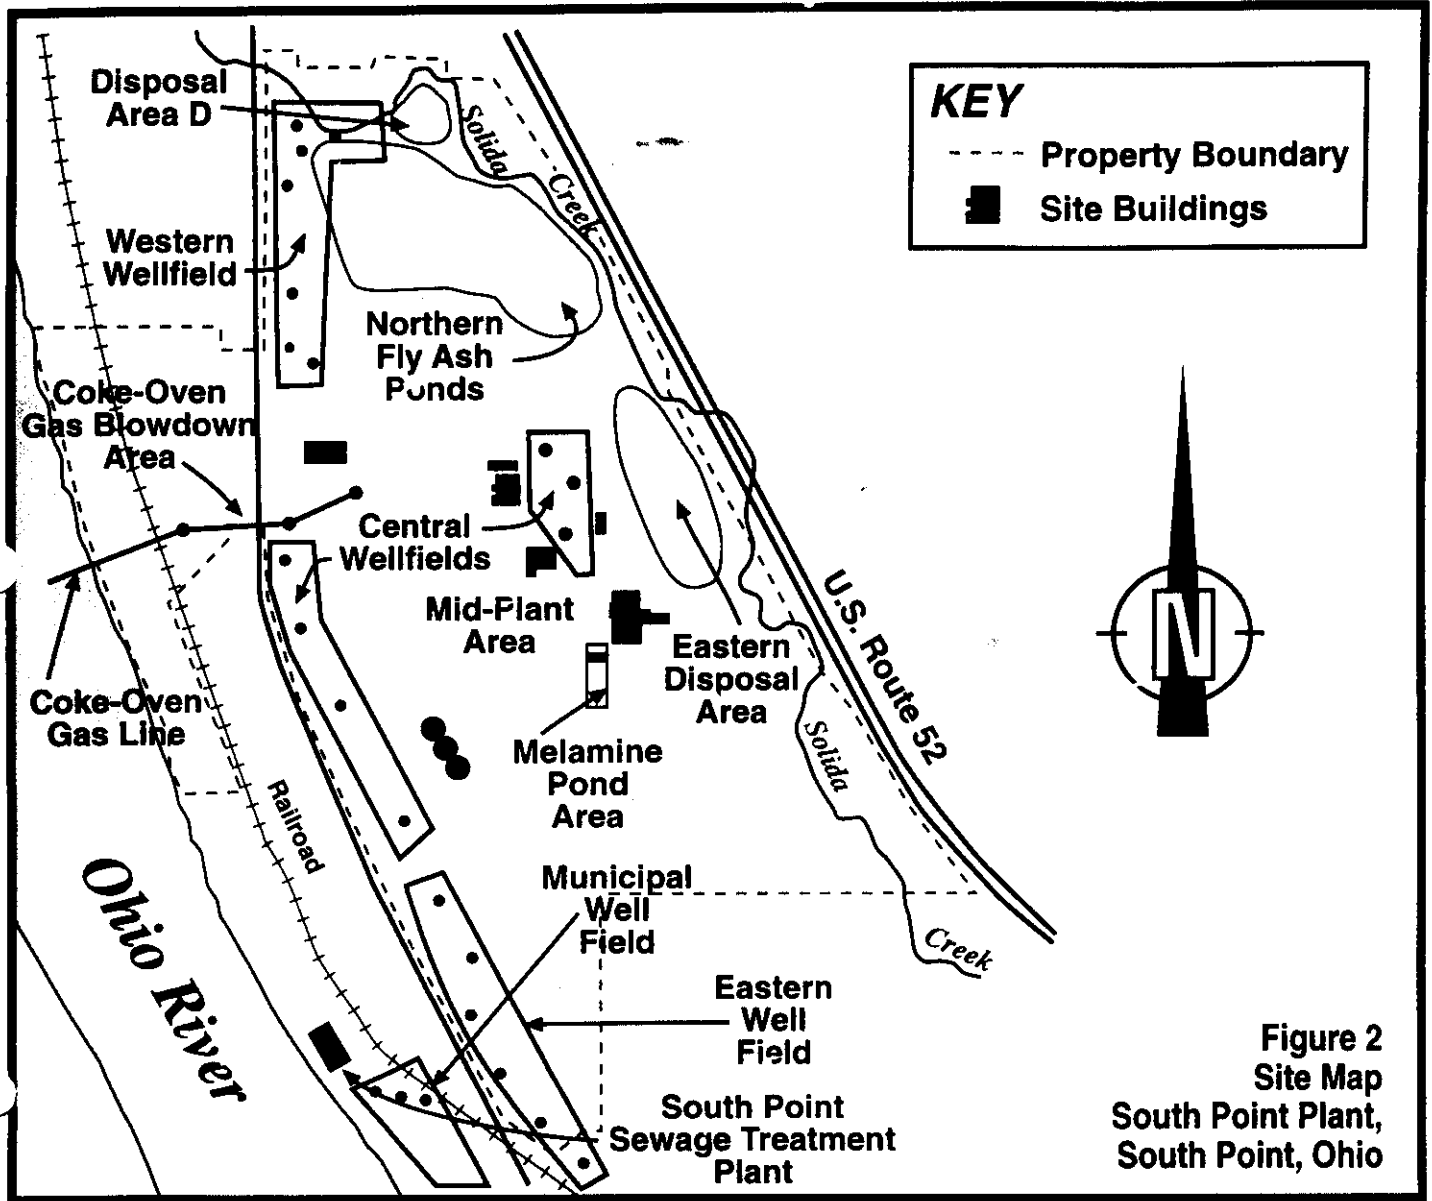 Disposal
Area D
Solida
Creek
KEY
Property Boundary
Site Buildings
Western
Wellfield
Northern
Fly Ash
Ponds
Coke-Oven
Gas Blowdown
Area
Central
Wellfields
Mid-Plant
Area
U.S. Route 52
Eastern
Disposal
Area
N
Coke-Oven
Gas Line
Melamine
Pond
Area
Solida
Railroad
Ohio River
Municipal
Well
Field
Creek
Eastern
Well
Field
South Point
Sewage Treatment
Plant
Figure 2
Site Map
South Point Plant,
South Point, Ohio